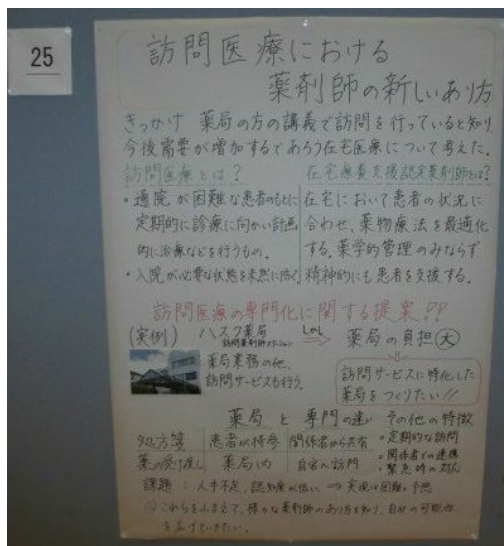 25
訪問医療における
薬剤師の新しいあり方
きっかけ 薬局の方の講義で訪問を行っていると知り
今後需要が増加するであろう在宅医療について考えた。
訪問医療とは?
・通院が困難な患者のもとに
定期的に診療に向かい計画
的に治療などを行うもの。
・入院が必要な状態を未然に防ぐ
在宅療養支援認定薬剤師とは?
在宅において患者の状況に
合わせ、薬物療法を最適化
する。薬学的管理のみならず
精神的にも患者を支援する。
訪問医療の専門化に関する提案!!
(実例) ハスク薬局 しかし ⇒ 薬局の負担 大
訪問薬剤師ステーション
薬局業務の他、
訪問サービスも行う。
訪問サービスに特化した
薬局をつくりたい!!
薬局 と 専門の違い
処方箋 患者が持参 関係者から共有
薬の受け渡し 薬局内 自宅へ訪問
その他の特徴
・定期的な訪問
・関係者での連携
・緊急時の対応
課題:人手不足、認知度が低い ⇒ 実現は困難と予想
これらをふまえて、様々な薬剤師のあり方を知り、自分の可能性
を広げていきたい。